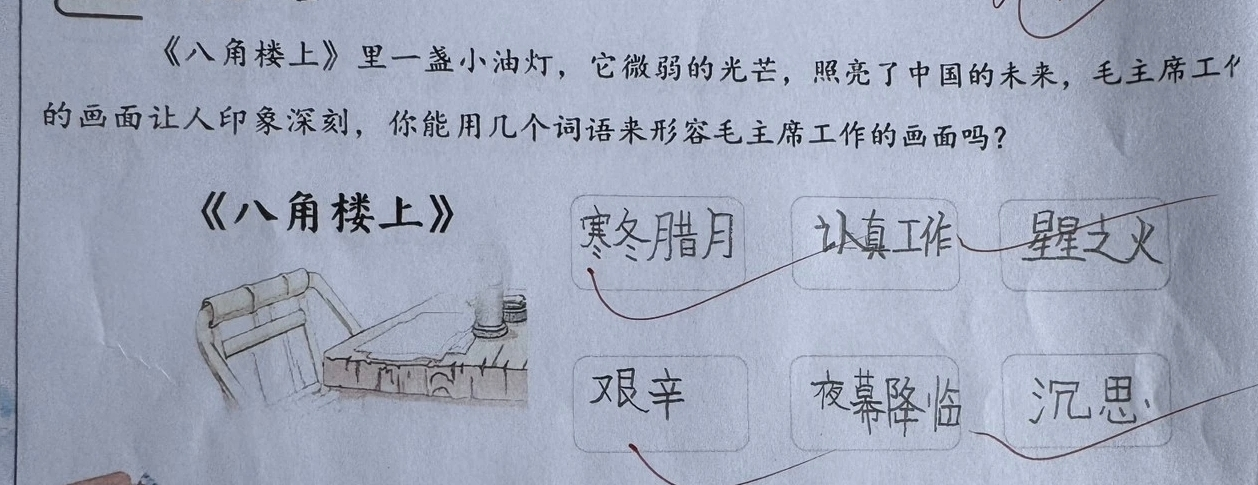 《八角楼上》里一盏小油灯，它微弱的光芒，照亮了中国的未来，毛主席工作
的画面让人印象深刻，你能用几个词语来形容毛主席工作的画面吗？
《八角楼上》
寒冬腊月 认真工作 星星之火
艰辛 夜幕降临 沉思